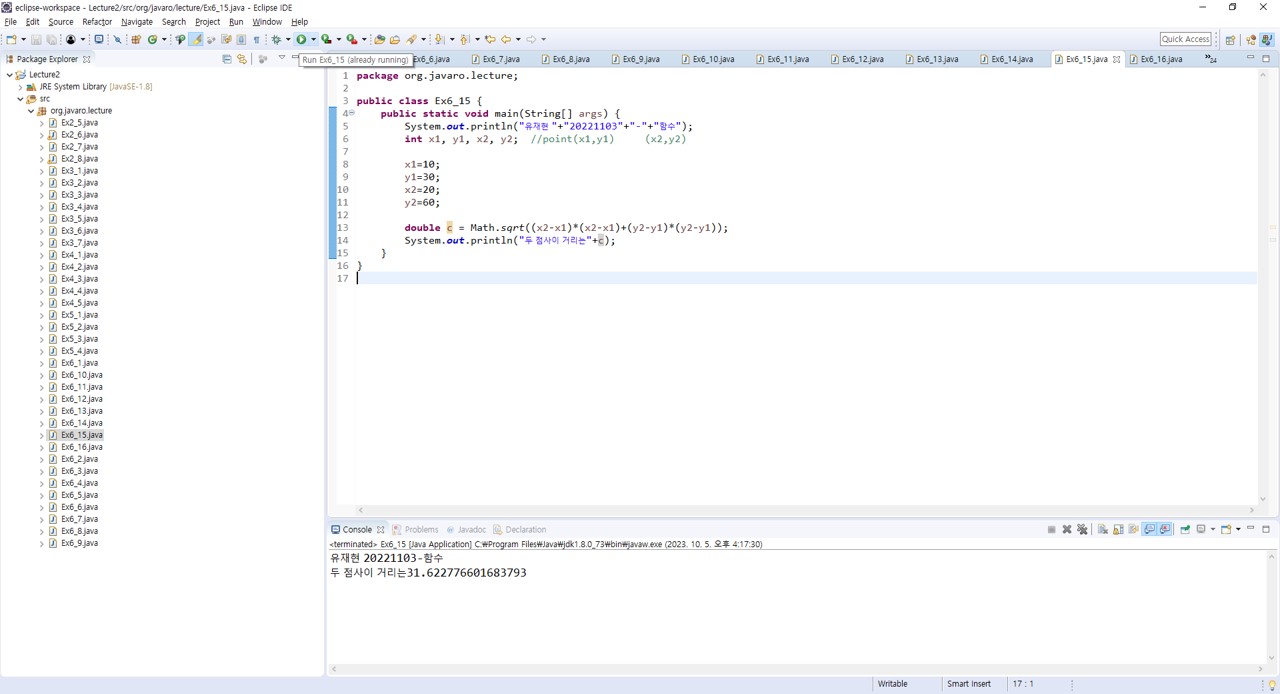 eclipse-workspace - Lecture2/src/org/javaro/lecture/Ex6_15.java - Eclipse IDE
File Edit Source Refactor Navigate Search Project Run Window Help
Quick Access
Package Explorer
Run Ex6_15 (already running)
Ex6_6.java Ex6_7.java Ex6_8.java Ex6_9.java Ex6_10.java Ex6_11.java Ex6_12.java Ex6_13.java Ex6_14.java Ex6_15.java Ex6_16.java »24
Lecture2
JRE System Library [JavaSE-1.8]
src
org.javaro.lecture
Ex2_5.java
Ex2_6.java
Ex2_7.java
Ex2_8.java
Ex3_1.java
Ex3_2.java
Ex3_3.java
Ex3_4.java
Ex3_5.java
Ex3_6.java
Ex3_7.java
Ex4_1.java
Ex4_2.java
Ex4_3.java
Ex4_4.java
Ex4_5.java
Ex5_1.java
Ex5_2.java
Ex5_3.java
Ex5_4.java
Ex6_1.java
Ex6_10.java
Ex6_11.java
Ex6_12.java
Ex6_13.java
Ex6_14.java
Ex6_15.java
Ex6_16.java
Ex6_2.java
Ex6_3.java
Ex6_4.java
Ex6_5.java
Ex6_6.java
Ex6_7.java
Ex6_8.java
Ex6_9.java
1 package org.javaro.lecture;
2
3 public class Ex6_15 {
4 public static void main(String[] args) {
5 System.out.println("유재현 "+"20221103"+"-"+"함수");
6 int x1, y1, x2, y2; //point(x1,y1) (x2,y2)
7
8 x1=10;
9 y1=30;
10 x2=20;
11 y2=60;
12
13 double c = Math.sqrt((x2-x1)*(x2-x1)+(y2-y1)*(y2-y1));
14 System.out.println("두 점사이 거리는"+c);
15 }
16 }
17
Console Problems Javadoc Declaration
<terminated> Ex6_15 [Java Application] C:₩Program Files₩Java₩jdk1.8.0_73₩bin₩javaw.exe (2023. 10. 5. 오후 4:17:30)
유재현 20221103-함수
두 점사이 거리는31.622776601683793
Writable Smart Insert 17 : 1